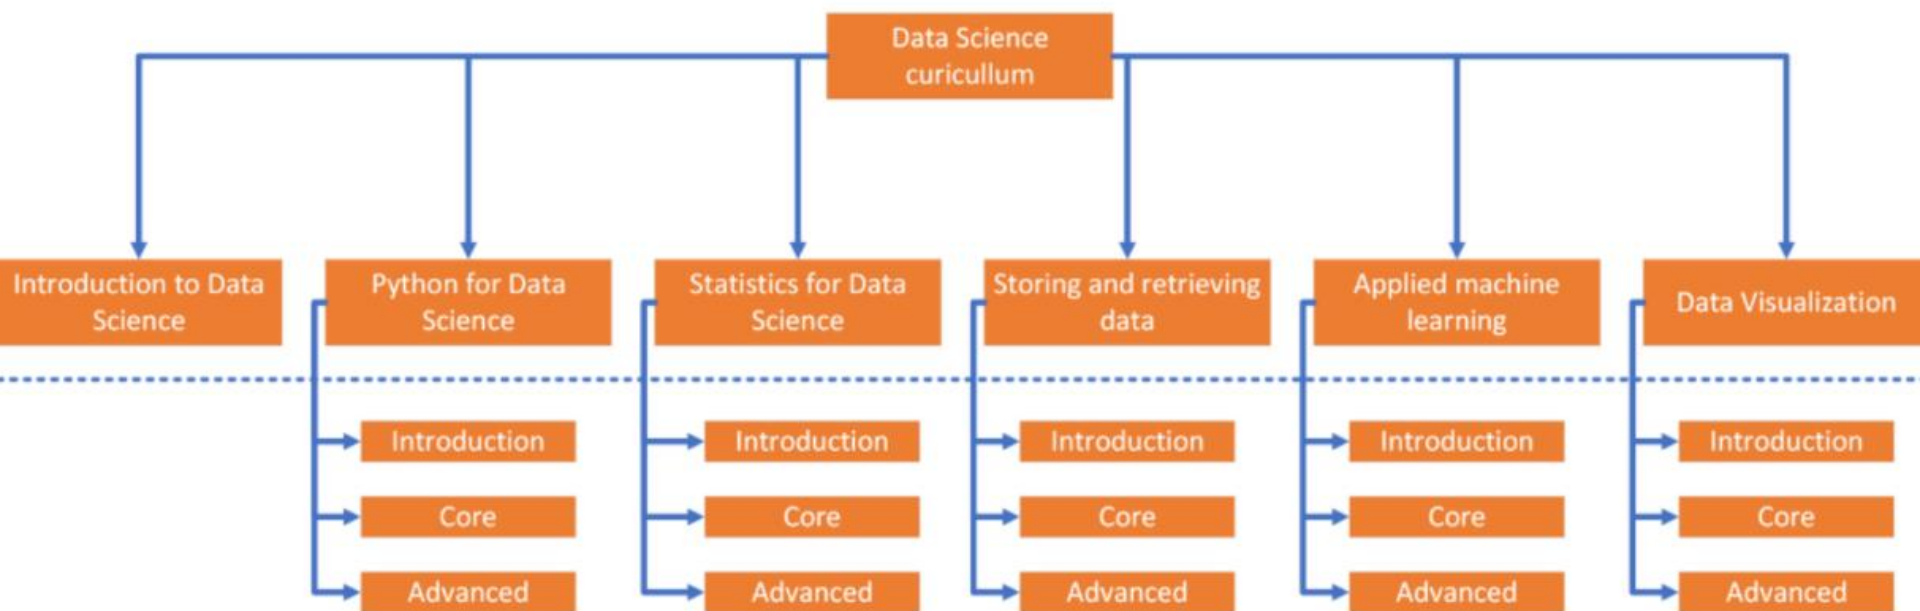 Data Science
curicullum
Introduction to Data
Science
Python for Data
Science
Statistics for Data
Science
Storing and retrieving
data
Applied machine
learning
Data Visualization
Introduction
Introduction
Introduction
Introduction
Introduction
Core
Core
Core
Core
Core
Advanced
Advanced
Advanced
Advanced
Advanced